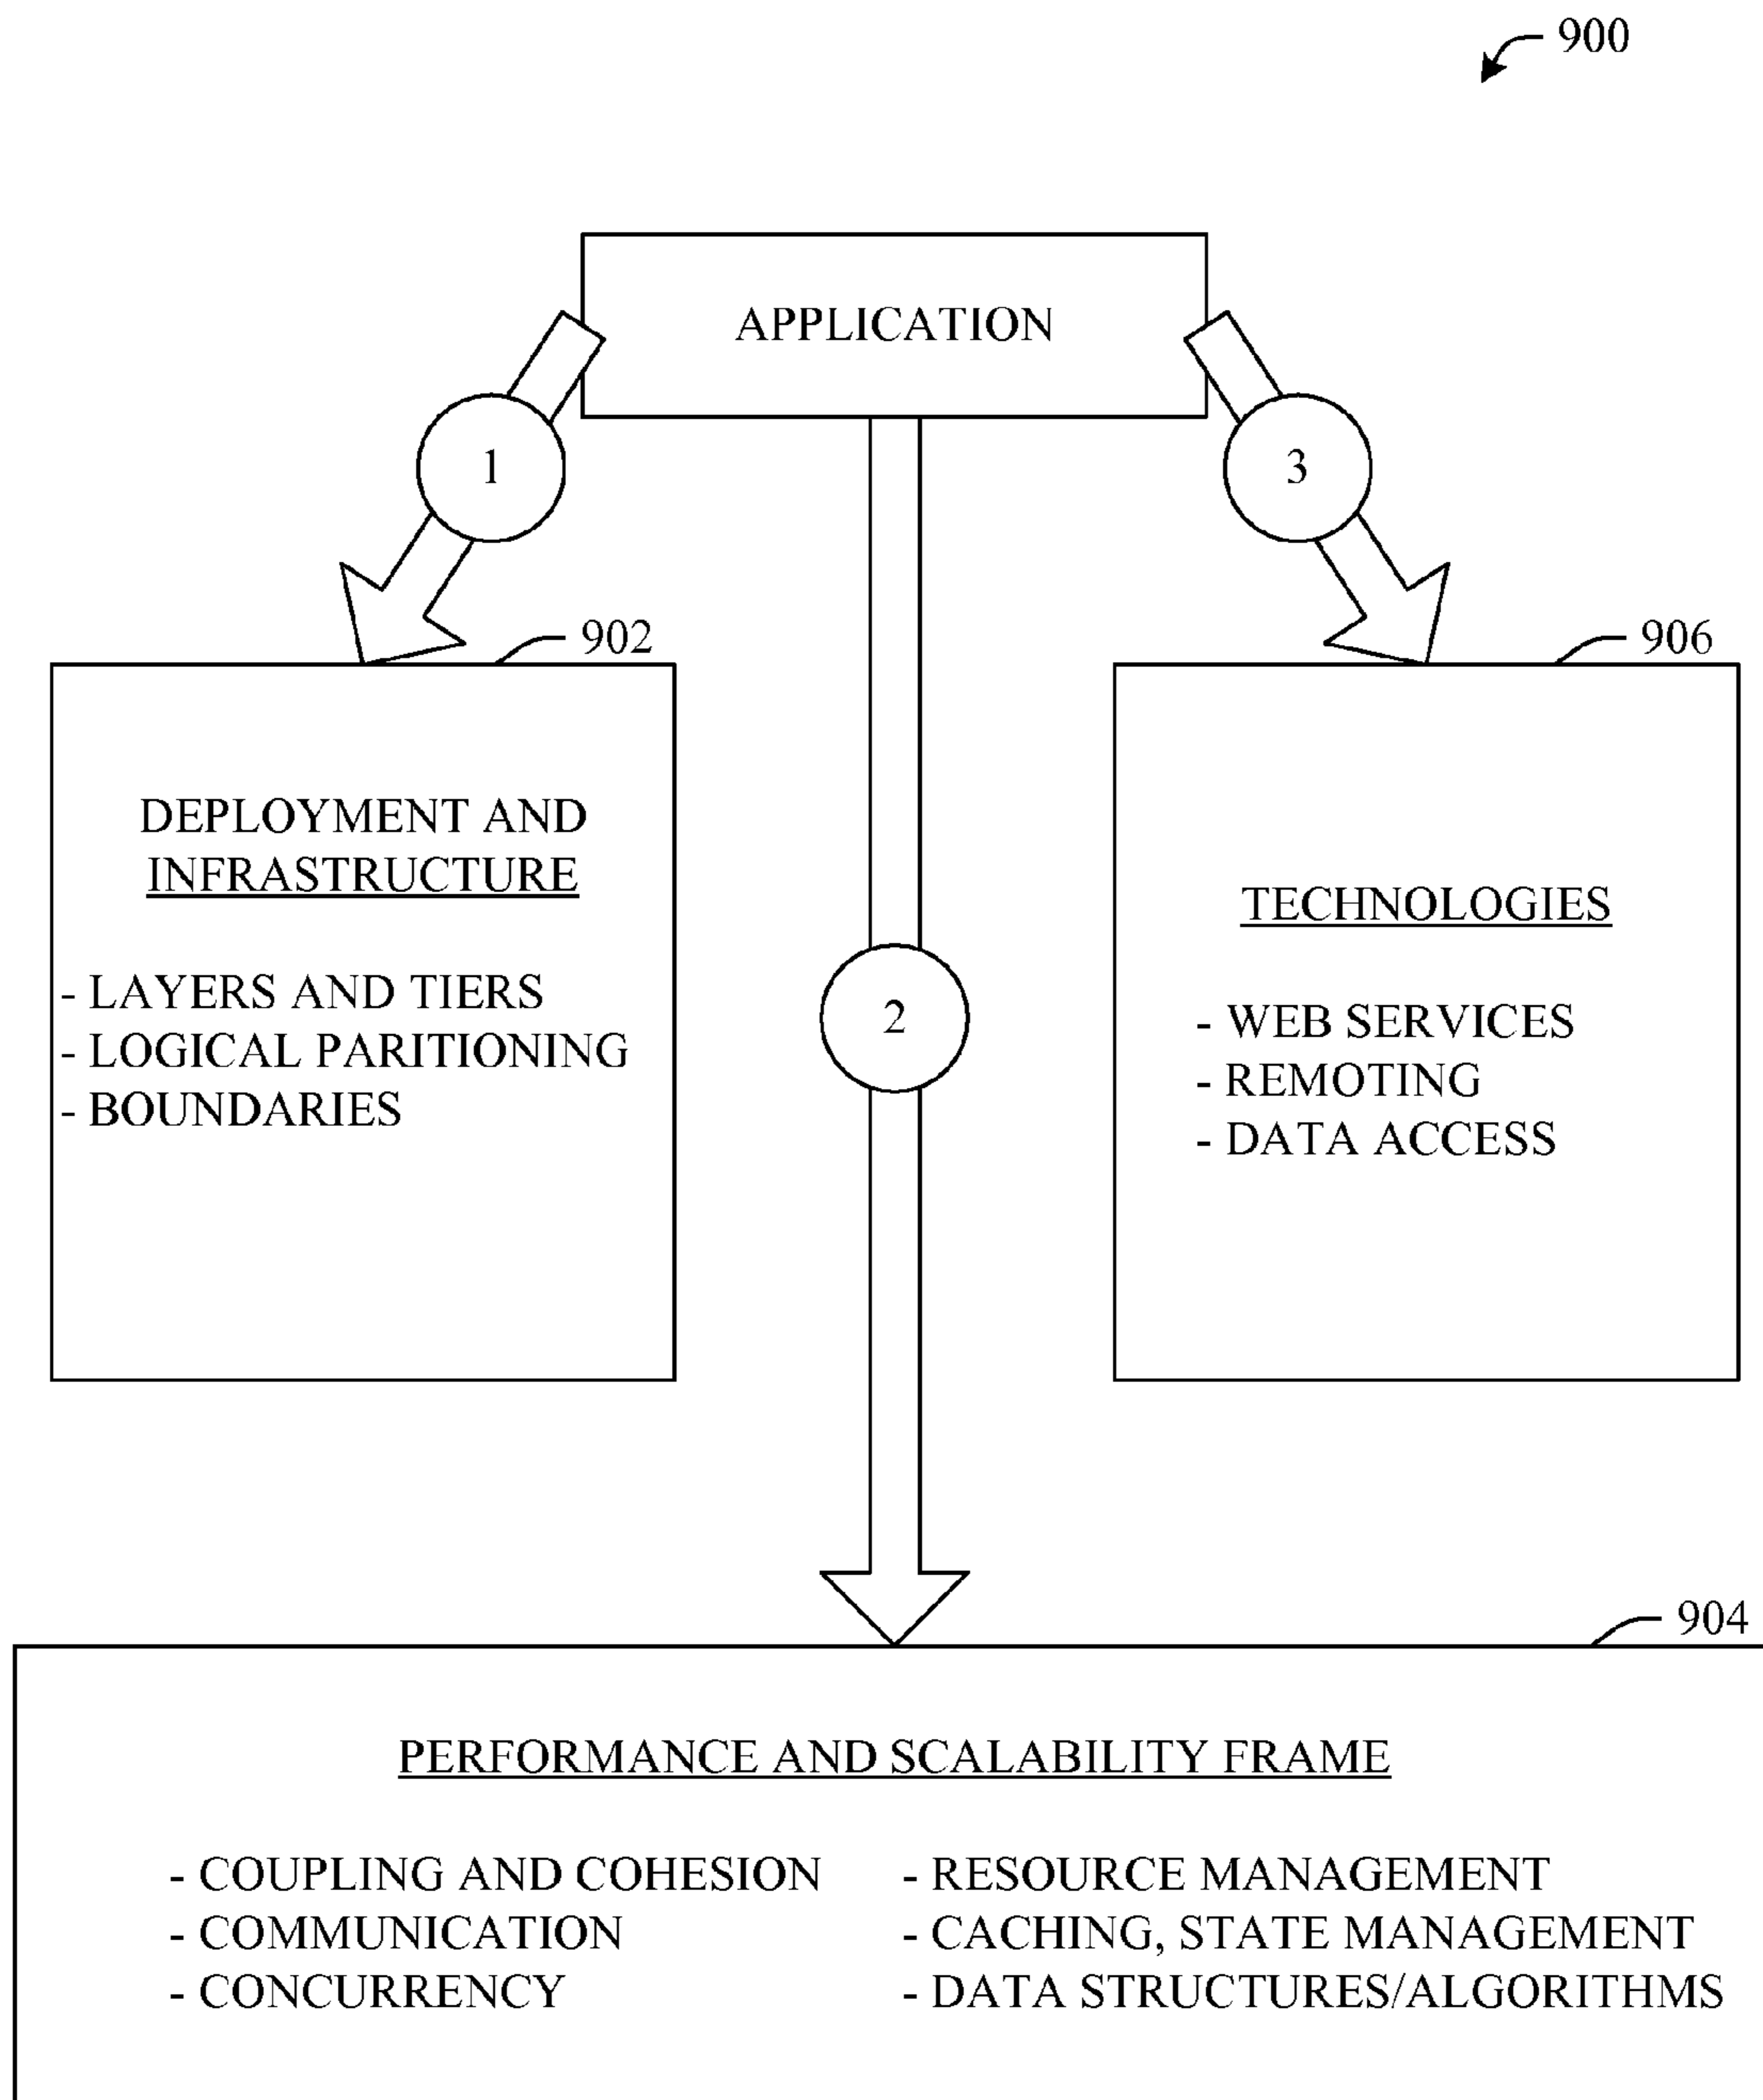 900
APPLICATION
1
3
902
906
DEPLOYMENT AND
INFRASTRUCTURE
- LAYERS AND TIERS
- LOGICAL PARITIONING
- BOUNDARIES
TECHNOLOGIES
- WEB SERVICES
- REMOTING
- DATA ACCESS
2
904
PERFORMANCE AND SCALABILITY FRAME
- COUPLING AND COHESION
- COMMUNICATION
- CONCURRENCY
- RESOURCE MANAGEMENT
- CACHING, STATE MANAGEMENT
- DATA STRUCTURES/ALGORITHMS